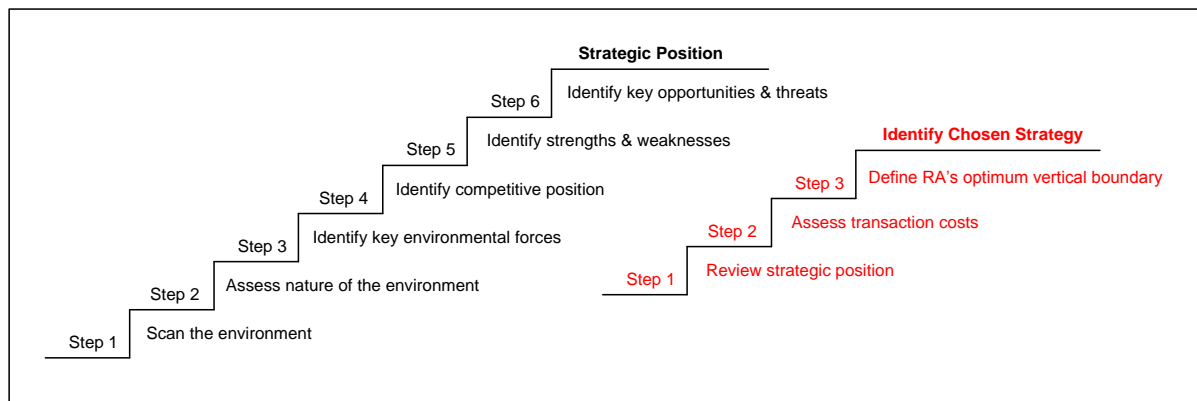 Strategic Position
Step 6
Identify key opportunities & threats
Step 5
Identify strengths & weaknesses
Step 4
Identify competitive position
Step 3
Identify key environmental forces
Step 2
Assess nature of the environment
Step 1
Scan the environment
Identify Chosen Strategy
Step 3
Define RA's optimum vertical boundary
Step 2
Assess transaction costs
Step 1
Review strategic position